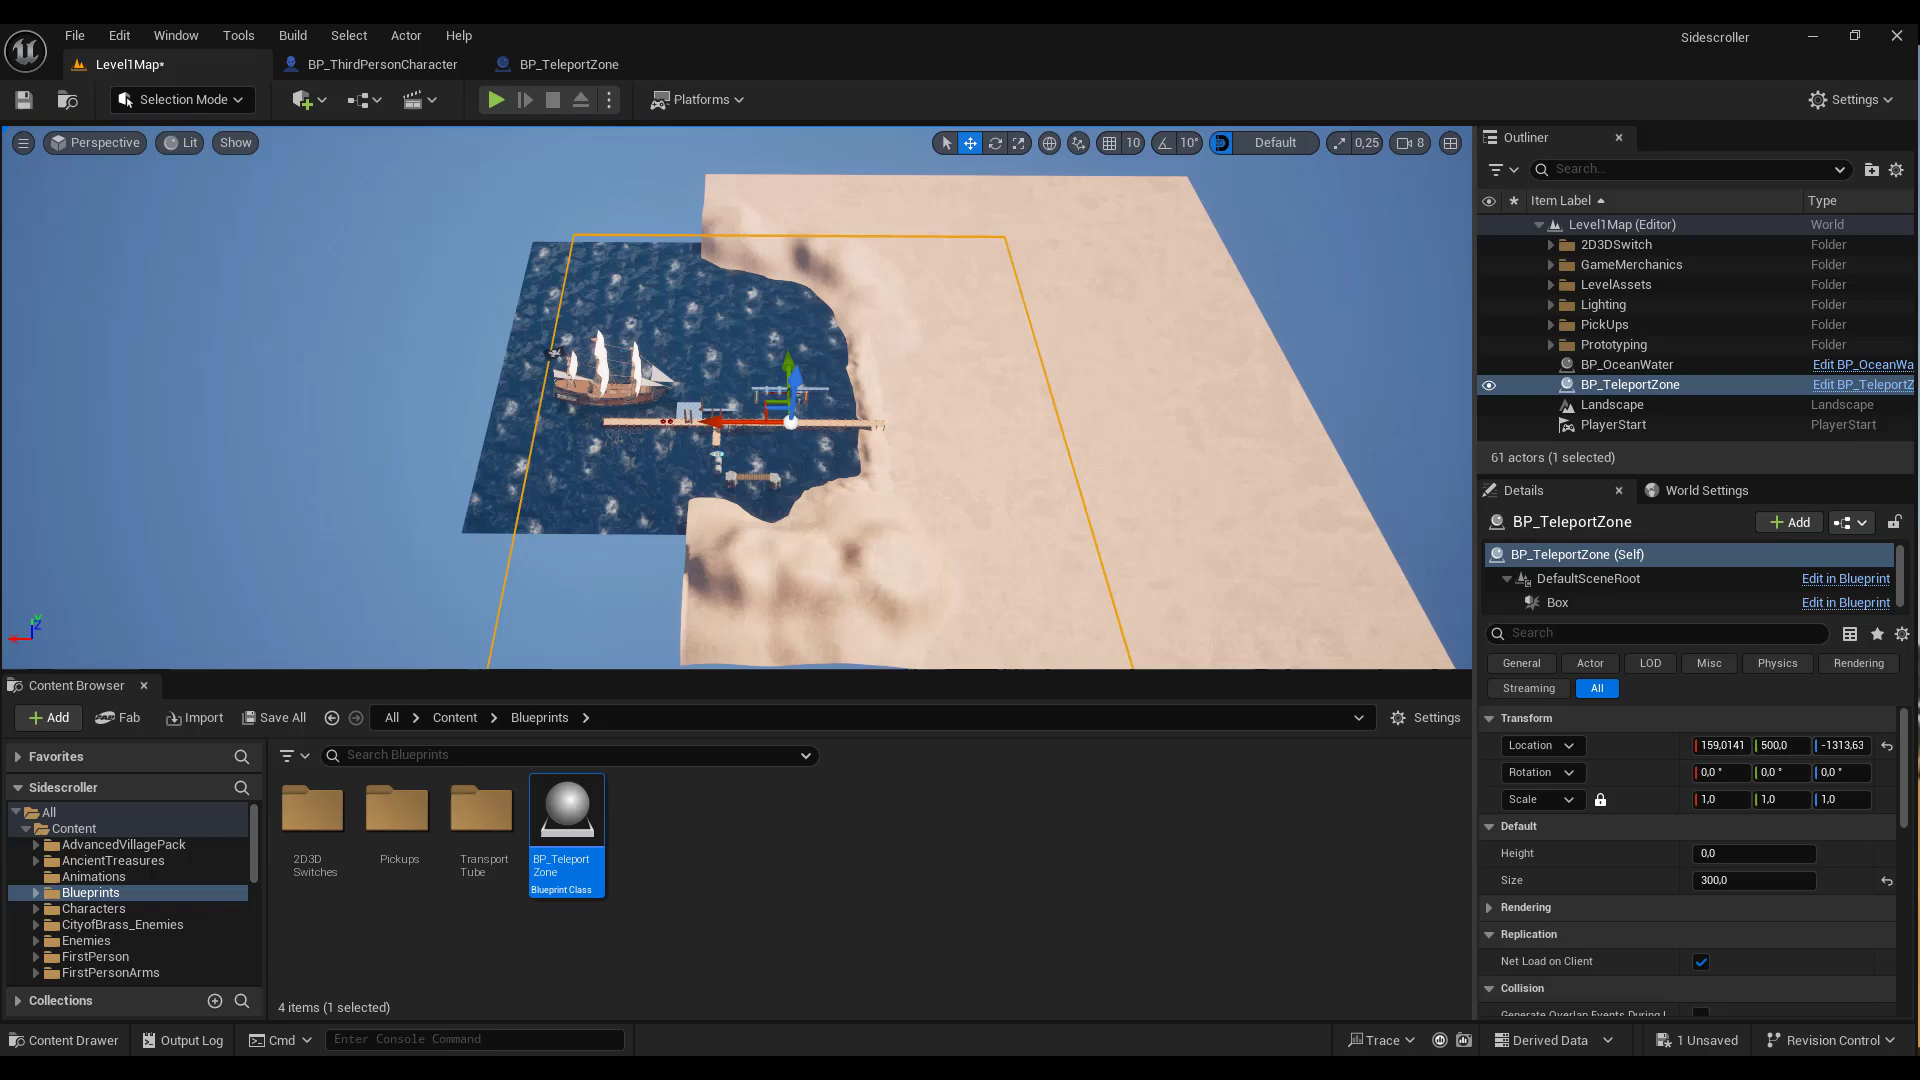 File Edit Window Tools Build Select Actor Help
Sidescroller
Level1Map*
BP_ThirdPersonCharacter
BP_TeleportZone
Selection Mode
Platforms
Settings
Perspective
Lit
Show
10
10°
Default
0,25
8
Outliner
Search...
Item Label
Type
Level1Map (Editor) World
2D3DSwitch Folder
GameMerchanics Folder
LevelAssets Folder
Lighting Folder
PickUps Folder
Prototyping Folder
BP_OceanWater Edit BP_OceanWa
BP_TeleportZone Edit BP_TeleportZ
Landscape Landscape
PlayerStart PlayerStart
61 actors (1 selected)
Details
World Settings
BP_TeleportZone
Add
BP_TeleportZone (Self)
DefaultSceneRoot Edit in Blueprint
Box Edit in Blueprint
Search
General Actor LOD Misc Physics Rendering
Streaming All
Transform
Location 159,0141 500,0 -1313,63
Rotation 0,0 ° 0,0 ° 0,0 °
Scale 1,0 1,0 1,0
Default
Height 0,0
Size 300,0
Rendering
Replication
Net Load on Client
Collision
Generate Overlap Events During L
Content Browser
Add Fab Import Save All All Content Blueprints Settings
Favorites
Sidescroller
All
Content
AdvancedVillagePack
AncientTreasures
Animations
Blueprints
Characters
CityofBrass_Enemies
Enemies
FirstPerson
FirstPersonArms
Collections
Search Blueprints
2D3D
Switches
Pickups
Transport
Tube
BP_Teleport
Zone
Blueprint Class
4 items (1 selected)
Content Drawer Output Log Cmd Enter Console Command Trace Derived Data 1 Unsaved Revision Control